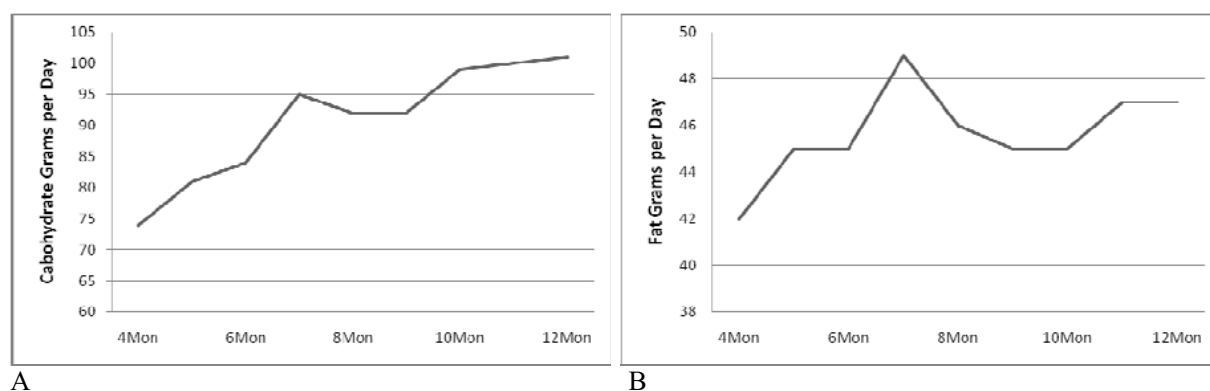 Cabohydrate Grams per Day
105
100
95
90
85
80
75
70
65
60
4Mon 6Mon 8Mon 10Mon 12Mon
A
Fat Grams per Day
50
48
46
44
42
40
38
4Mon 6Mon 8Mon 10Mon 12Mon
B